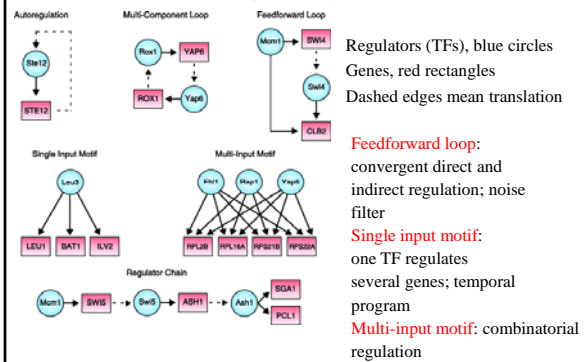 Autoregulation
Multi-Component Loop
Feedforward Loop
Ste12
STE12
Rox1
YAP6
ROX1
Yap6
Mcm1
SWI4
Swi4
CLB2
Regulators (TFs), blue circles
Genes, red rectangles
Dashed edges mean translation
Single Input Motif
Multi-Input Motif
Leu3
LEU1
BAT1
ILV2
Fhl1
Rap1
Yap5
RPL2B
RPL16A
RPS21B
RPS22A
Feedforward loop:
convergent direct and
indirect regulation; noise
filter
Single input motif:
one TF regulates
several genes; temporal
program
Multi-input motif: combinatorial
regulation
Regulator Chain
Mcm1
SWI5
Swi5
ASH1
Ash1
SGA1
PCL1